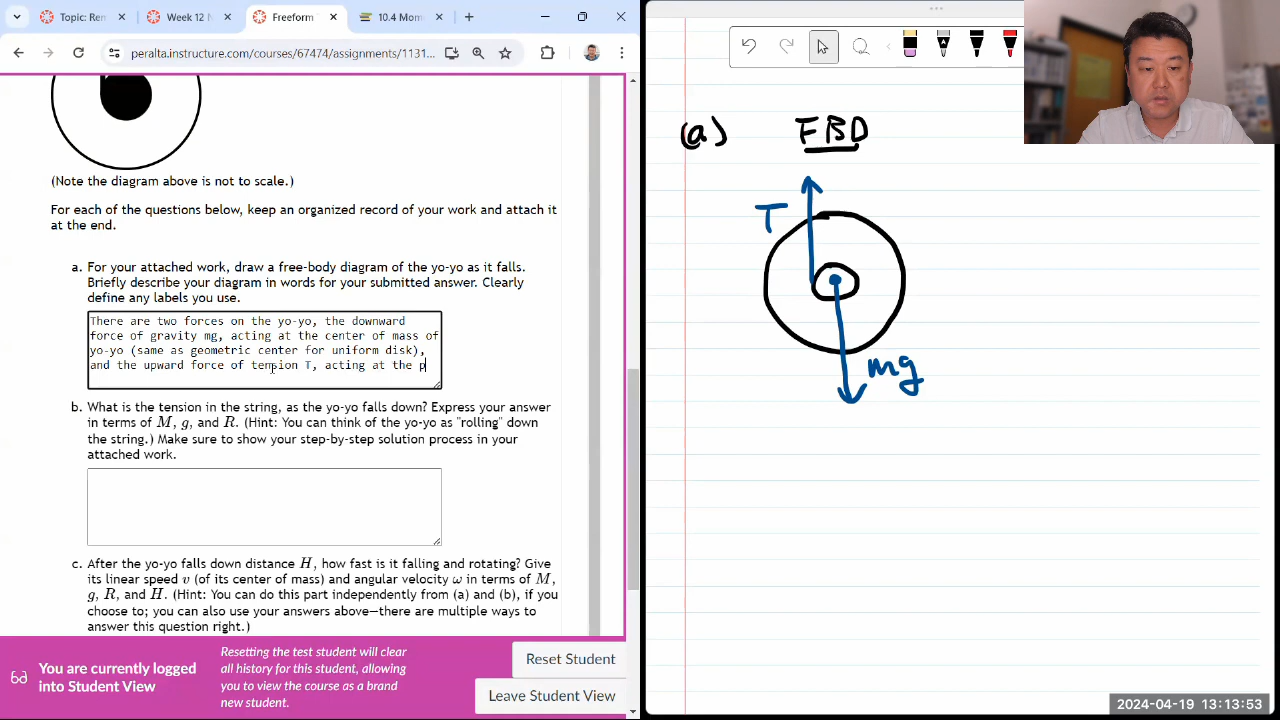 Topic: Rem
Week 12
Freeform
10.4 Mom
peralta.instructure.com/courses/
74/assignments/1131
(Note the diagram above is not to scale.)
For each of the questions below, keep an organized record of your work and attach it
at the end.
a. For your attached work, draw a free-body diagram of the yo-yo as it falls.
Briefly describe your diagram in words for your submitted answer. Clearly
define any labels you use.
There are two forces on the yo-yo, the downward
force of gravity mg, acting at the center of mass of
yo-yo (same as geometric center for uniform disk),
and the upward force of tension T, acting at the p
b. What is the tension in the string, as the yo-yo falls down? Express your answer
in terms of M, g, and R. (Hint: You can think of the yo-yo as "rolling" down
the string.) Make sure to show your step-by-step solution process in your
attached work.
c. After the yo-yo falls down distance H, how fast is it falling and rotating? Give
its linear speed v (of its center of mass) and angular velocity ω in terms of M,
g, R, and H. (Hint: You can do this part independently from (a) and (b), if you
choose to; you can also use your answers above—there are multiple ways to
answer this question right.)
You are currently logged
into Student View
Resetting the test student will clear
all history for this student, allowing
you to view the course as a brand
new student.
Reset Student
Leave Student View
(a) FBD
T
mg
2024-04-19 13:13:53